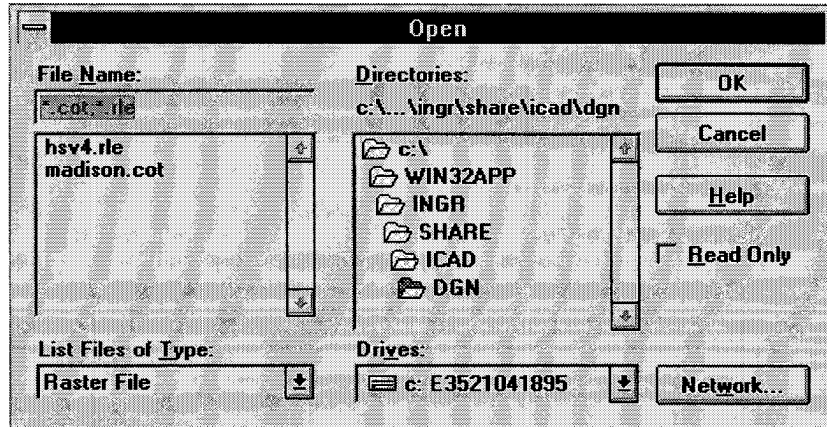 Open
File Name:
*.cot;*.rle
hsv4.rle
madison.cot
List Files of Type:
Raster File
Directories:
c:\...\ingr\share\icad\dgn
c:\
WIN32APP
INGR
SHARE
ICAD
DGN
Drives:
c: E3521041895
OK
Cancel
Help
Read Only
Network...